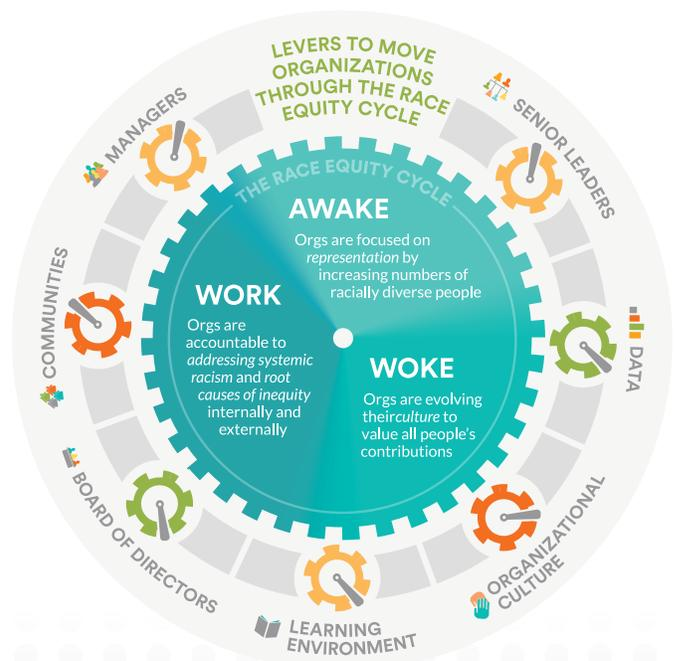 LEVERS TO MOVE
ORGANIZATIONS
THROUGH THE RACE
EQUITY CYCLE
SENIOR LEADERS
DATA
ORGANIZATIONAL
CULTURE
LEARNING
ENVIRONMENT
BOARD OF DIRECTORS
COMMUNITIES
MANAGERS
THE RACE EQUITY CYCLE
AWAKE
Orgs are focused on
representation by
increasing numbers of
racially diverse people
WOKE
Orgs are evolving
theirculture to
value all people's
contributions
WORK
Orgs are
accountable to
addressing systemic
racism and root
causes of inequity
internally and
externally